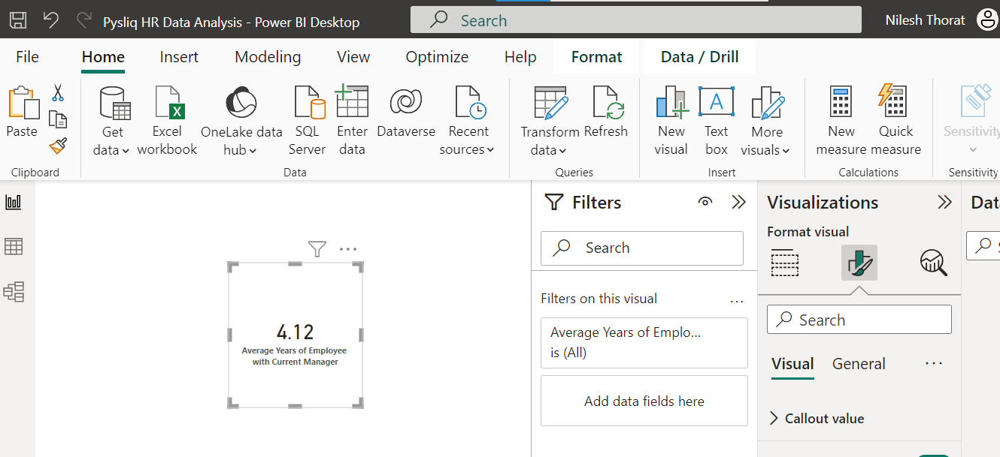 Pysliq HR Data Analysis - Power BI Desktop
Search
Nilesh Thorat
File Home Insert Modeling View Optimize Help Format Data / Drill
Paste
Get data
Excel workbook
OneLake data hub
SQL Server
Enter data
Dataverse
Recent sources
Transform data
Refresh
New visual
A
Text box
More visuals
New measure
Quick measure
Sensitivity
Clipboard
Data
Queries
Insert
Calculations
Sensitivity
4.12
Average Years of Employee
with Current Manager
Filters
Search
Filters on this visual
...
Average Years of Emplo...
is (All)
Add data fields here
Visualizations
Format visual
Search
Visual General ...
Callout value